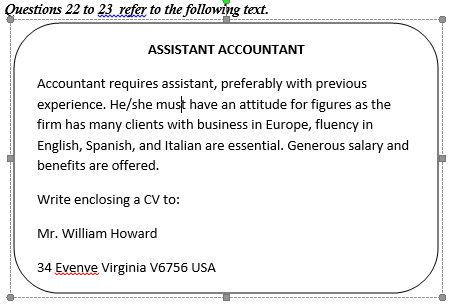 Questions 22 to 23 refer to the following text.
ASSISTANT ACCOUNTANT
Accountant requires assistant, preferably with previous
experience. He/she must have an attitude for figures as the
firm has many clients with business in Europe, fluency in
English, Spanish, and Italian are essential. Generous salary and
benefits are offered.
Write enclosing a CV to:
Mr. William Howard
34 Evenve Virginia V6756 USA